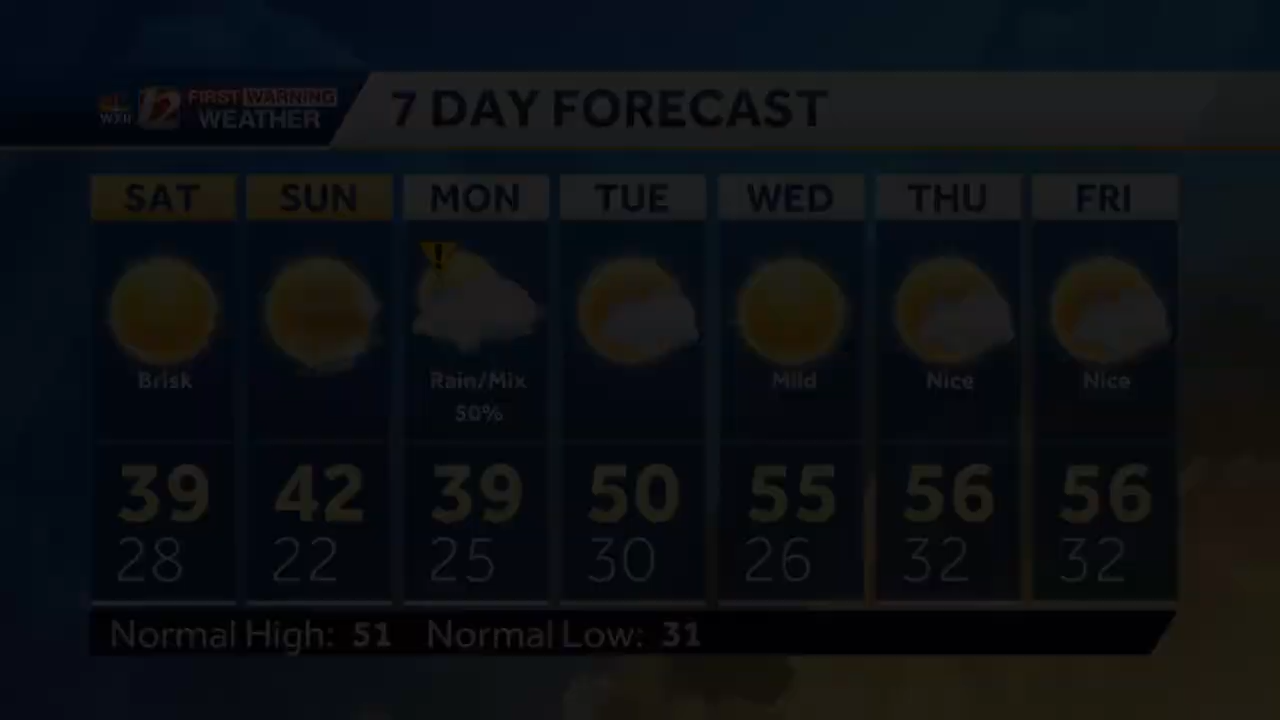 WXII 12 FIRST WARNING
WEATHER
7 DAY FORECAST
SAT SUN MON TUE WED THU FRI
!
Brisk Rain/Mix Mild Nice Nice
50%
39 42 39 50 55 56 56
28 22 25 30 26 32 32
Normal High: 51 Normal Low: 31